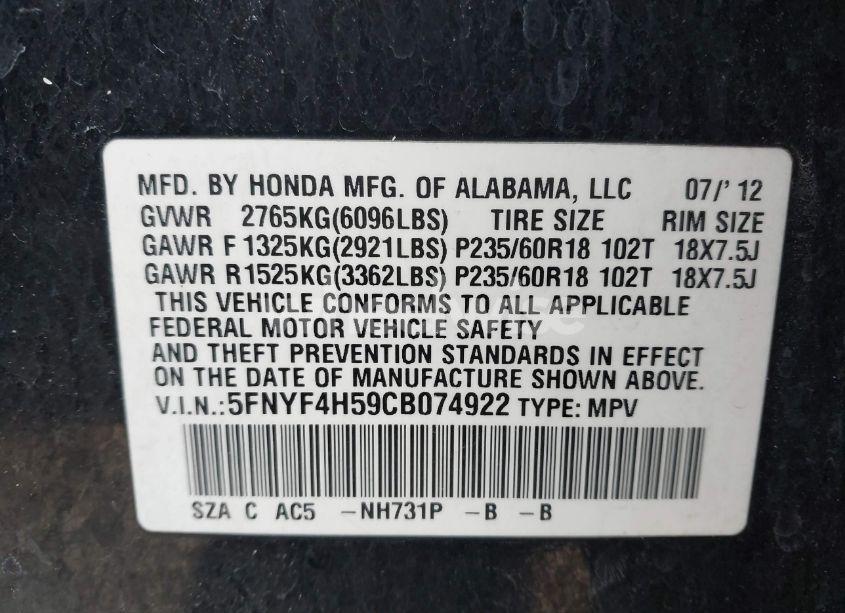 MFD. BY HONDA MFG. OF ALABAMA, LLC 07/'12
GVWR 2765KG(6096LBS) TIRE SIZE RIM SIZE
GAWR F 1325KG(2921LBS) P235/60R18 102T 18X7.5J
GAWR R1525KG(3362LBS) P235/60R18 102T 18X7.5J
THIS VEHICLE CONFORMS TO ALL APPLICABLE
FEDERAL MOTOR VEHICLE SAFETY
AND THEFT PREVENTION STANDARDS IN EFFECT
ON THE DATE OF MANUFACTURE SHOWN ABOVE.
V.I.N.:5FNYF4H59CB074922 TYPE: MPV
SZA C AC5 -NH731P -B -B